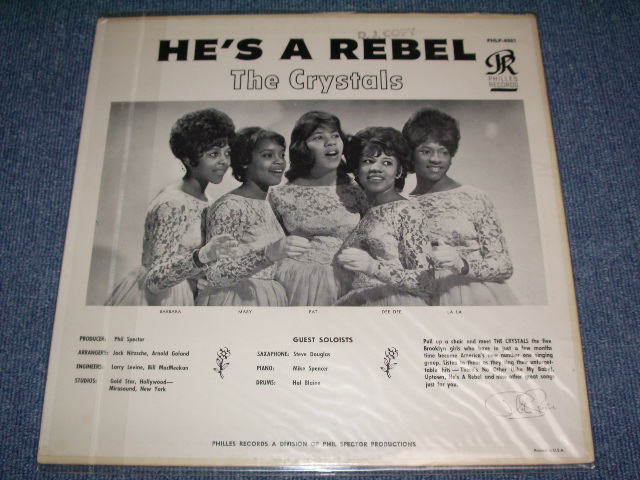 D.J. COPY
HE'S A REBEL
PHLP-4001
The Crystals
PHILLES
RECORDS
BARBARA MARY PAT DEE DEE LA LA
PRODUCER: Phil Spector
ARRANGERS: Jack Nitzsche, Arnold Goland
ENGINEER: Larry Levine, Bill MacMeekan
STUDIOS: Gold Star, Hollywood—
Mirasound, New York
GUEST SOLOISTS
SAXAPHONE: Steve Douglas
PIANO: Mike Spencer
DRUMS: Hal Blaine
Pull up a chair and meet THE CRYSTALS the five
Brooklyn girls who have in just a few months
time become America's new number one singing
group. Listen to them as they sing their unforget-
table hits — There's No Other (Like My Baby),
Uptown, He's A Rebel and nine other great songs
just for you.
PHILLES RECORDS A DIVISION OF PHIL SPECTOR PRODUCTIONS
Printed in U.S.A.